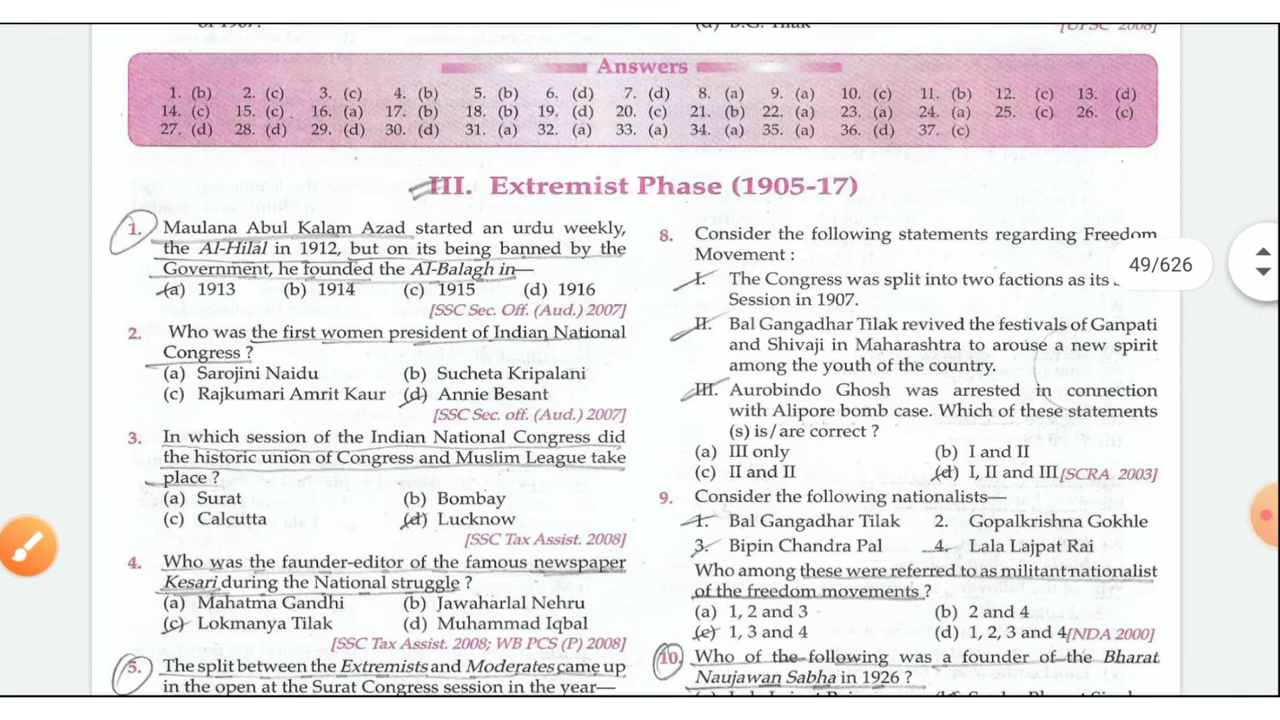 of 1907?
(d) B.G. Tilak
[UPSC 2008]
Answers
1. (b) 2. (c) 3. (c) 4. (b) 5. (b) 6. (d) 7. (d) 8. (a) 9. (a) 10. (c) 11. (b) 12. (c) 13. (d)
14. (c) 15. (c) 16. (a) 17. (b) 18. (b) 19. (d) 20. (c) 21. (b) 22. (a) 23. (a) 24. (a) 25. (c) 26. (c)
27. (d) 28. (d) 29. (d) 30. (d) 31. (a) 32. (a) 33. (a) 34. (a) 35. (a) 36. (d) 37. (c)
III. Extremist Phase (1905-17)
1. Maulana Abul Kalam Azad started an urdu weekly,
the Al-Hilal in 1912, but on its being banned by the
Government, he founded the Al-Balagh in—
(a) 1913 (b) 1914 (c) 1915 (d) 1916
[SSC Sec. Off. (Aud.) 2007]
2. Who was the first women president of Indian National
Congress ?
(a) Sarojini Naidu (b) Sucheta Kripalani
(c) Rajkumari Amrit Kaur (d) Annie Besant
[SSC Sec. off. (Aud.) 2007]
3. In which session of the Indian National Congress did
the historic union of Congress and Muslim League take
place ?
(a) Surat (b) Bombay
(c) Calcutta (d) Lucknow
[SSC Tax Assist. 2008]
4. Who was the faunder-editor of the famous newspaper
Kesari during the National struggle ?
(a) Mahatma Gandhi (b) Jawaharlal Nehru
(c) Lokmanya Tilak (d) Muhammad Iqbal
[SSC Tax Assist. 2008; WB PCS (P) 2008]
5. The split between the Extremists and Moderates came up
in the open at the Surat Congress session in the year—
8. Consider the following statements regarding Freedom
Movement :
49/626
I. The Congress was split into two factions as its
Session in 1907.
II. Bal Gangadhar Tilak revived the festivals of Ganpati
and Shivaji in Maharashtra to arouse a new spirit
among the youth of the country.
III. Aurobindo Ghosh was arrested in connection
with Alipore bomb case. Which of these statements
(s) is/are correct ?
(a) III only (b) I and II
(c) II and II (d) I, II and III [SCRA 2003]
9. Consider the following nationalists—
1. Bal Gangadhar Tilak 2. Gopalkrishna Gokhle
3. Bipin Chandra Pal 4. Lala Lajpat Rai
Who among these were referred to as militant nationalist
of the freedom movements ?
(a) 1, 2 and 3 (b) 2 and 4
(c) 1, 3 and 4 (d) 1, 2, 3 and 4 [NDA 2000]
10. Who of the following was a founder of the Bharat
Naujawan Sabha in 1926 ?